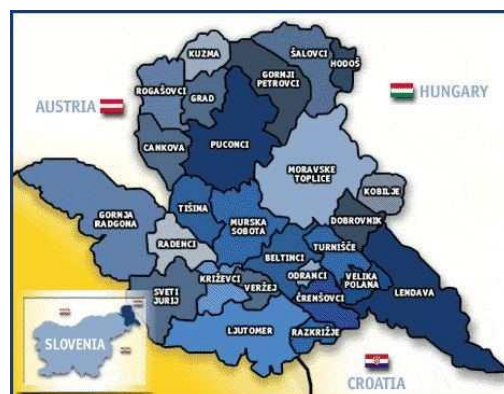 KUZMA
ŠALOVCI
HODOŠ
GORNJI
PETROVCI
ROGAŠOVCI
GRAD
AUSTRIA
HUNGARY
CANKOVA
PUCONCI
MORAVSKE
TOPLICE
KOBILJE
TIŠINA
GORNJA
RADGONA
MURSKA
SOBOTA
DOBROVNIK
RADENCI
TURNIŠČE
BELTINCI
ODRANCI
VELIKA
POLANA
LENDAVA
SVETI
JURIJ
KRIŽEVCI
VERŽEJ
ČRENŠOVCI
LJUTOMER
RAZKRIŽJE
SLOVENIA
CROATIA